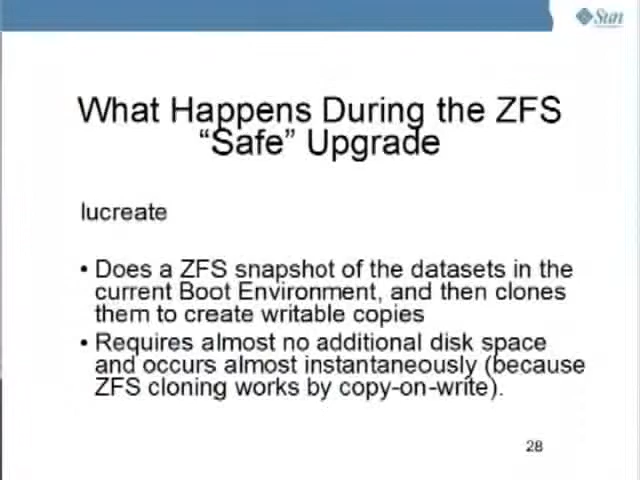 Sun
What Happens During the ZFS
“Safe” Upgrade
lucreate
• Does a ZFS snapshot of the datasets in the
current Boot Environment, and then clones
them to create writable copies
• Requires almost no additional disk space
and occurs almost instantaneously (because
ZFS cloning works by copy-on-write).
28